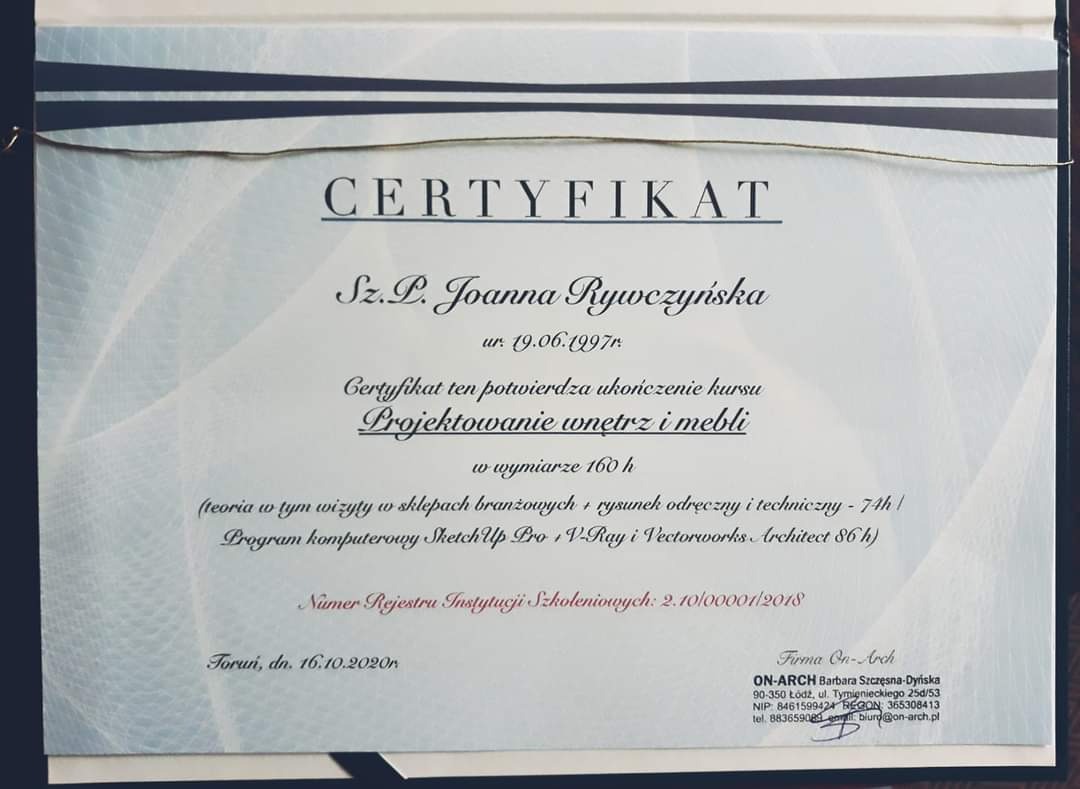 CERTYFIKAT
Sz.P. Joanna Rywczyńska
ur. 19.06.1997r.
Certyfikat ten potwierdza ukończenie kursu
Projektowanie wnętrz i mebli
w wymiarze 160 h
(teoria w tym wizyty w sklepach branżowych + rysunek odręczny i techniczny - 74h /
Program komputerowy SketchUp Pro + V-Ray i Vectorworks Architect 86 h)
Numer Rejestru Instytucji Szkoleniowych: 2.10/00001/2018
Toruń, dn. 16.10.2020r.
Firma On-Arch
ON-ARCH Barbara Szczęsna-Dyńska
90-350 Łódź, ul. Tymienieckiego 25d/53
NIP: 8461599424 REGON: 365308413
tel. 883659089 email: biuro@on-arch.pl